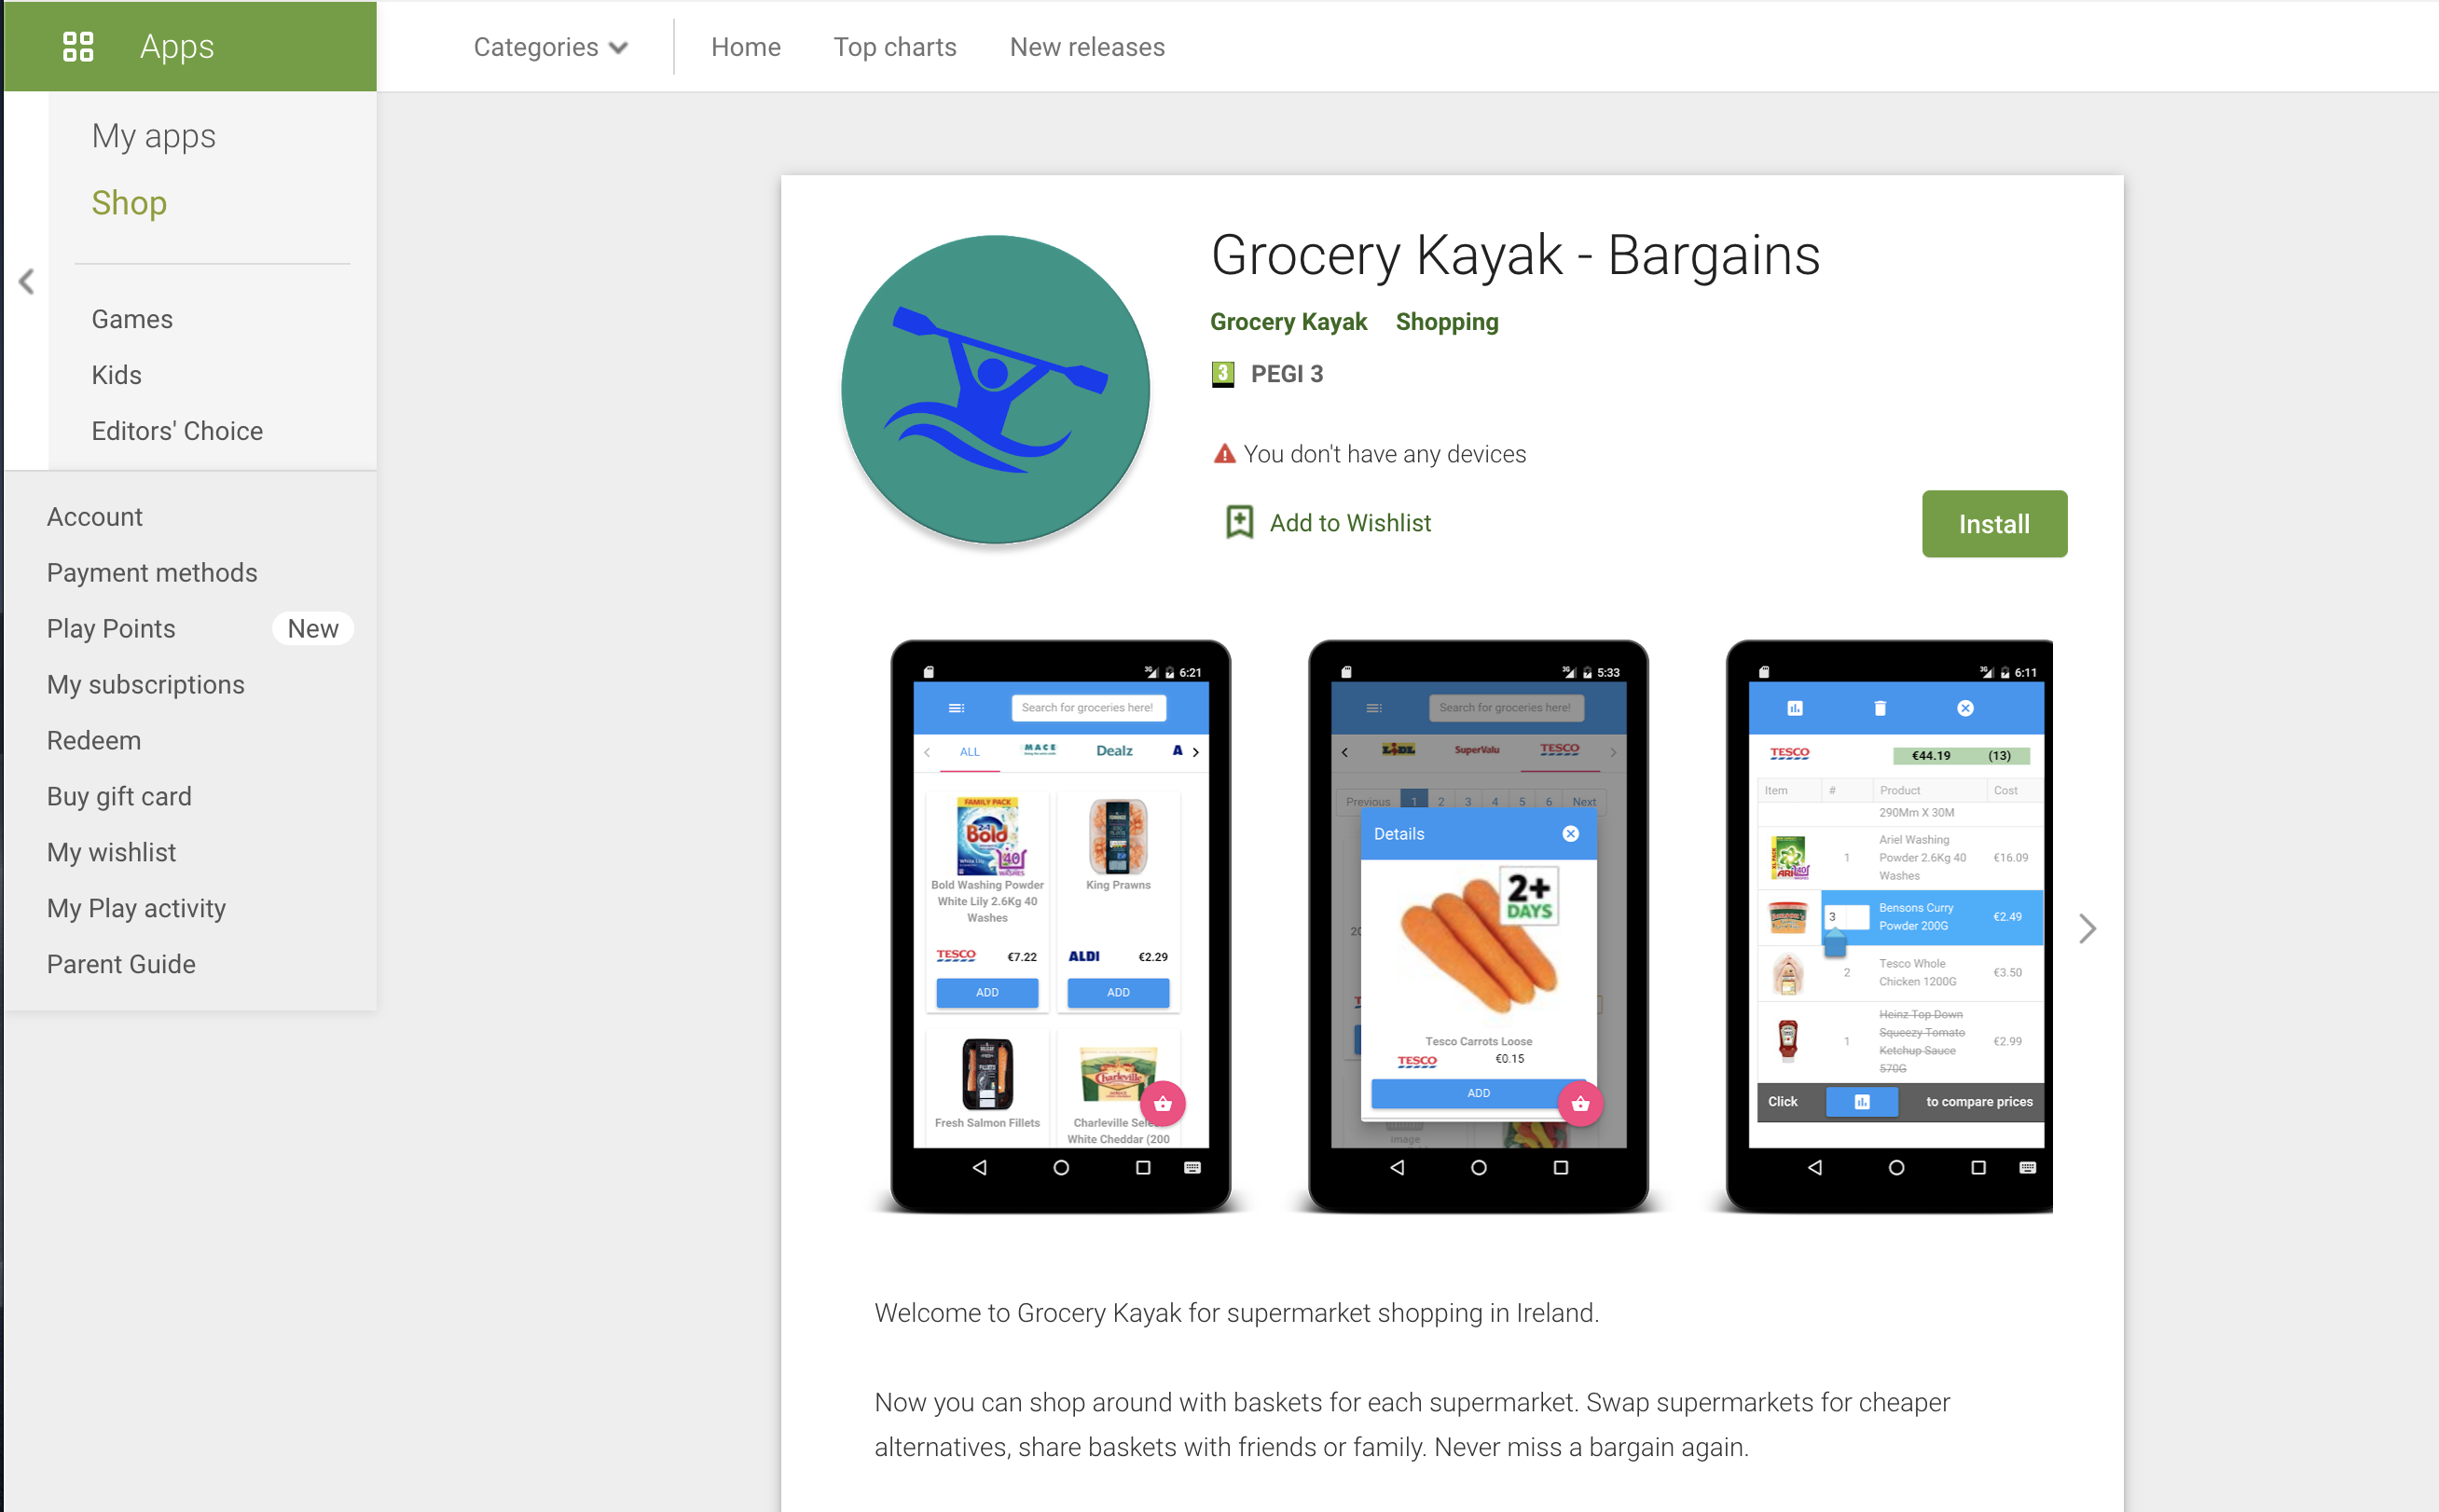 Apps
Categories
Home
Top charts
New releases
My apps
Shop
Games
Kids
Editors' Choice
Account
Payment methods
Play Points
New
My subscriptions
Redeem
Buy gift card
My wishlist
My Play activity
Parent Guide
Grocery Kayak - Bargains
Grocery Kayak Shopping
3 PEGI 3
You don't have any devices
Add to Wishlist
Install
3G 6:21
Search for groceries here!
ALL MACE Dealz A
FAMILY PACK
Bold
40
Bold Washing Powder
White Lily 2.6Kg 40
Washes
TESCO €7.22
ADD
King Prawns
ALDI €2.29
ADD
Fresh Salmon Fillets
Charleville
Charleville Sele
White Cheddar (200
3G 5:33
Search for groceries here!
LIDL SuperValu TESCO
Previous 1 2 3 4 5 6 Next
Details
2+
DAYS
Tesco Carrots Loose
TESCO €0.15
ADD
image
3G 6:11
TESCO €44.19 (13)
Item # Product Cost
290Mm X 30M
1 Ariel Washing
Powder 2.6Kg 40 €16.09
Washes
3 Bensons Curry
Powder 200G €2.49
2 Tesco Whole
Chicken 1200G €3.50
Heinz Top Down
Squeezy Tomato
1 Ketchup Sauce €2.99
570G
Click to compare prices
Welcome to Grocery Kayak for supermarket shopping in Ireland.
Now you can shop around with baskets for each supermarket. Swap supermarkets for cheaper
alternatives, share baskets with friends or family. Never miss a bargain again.